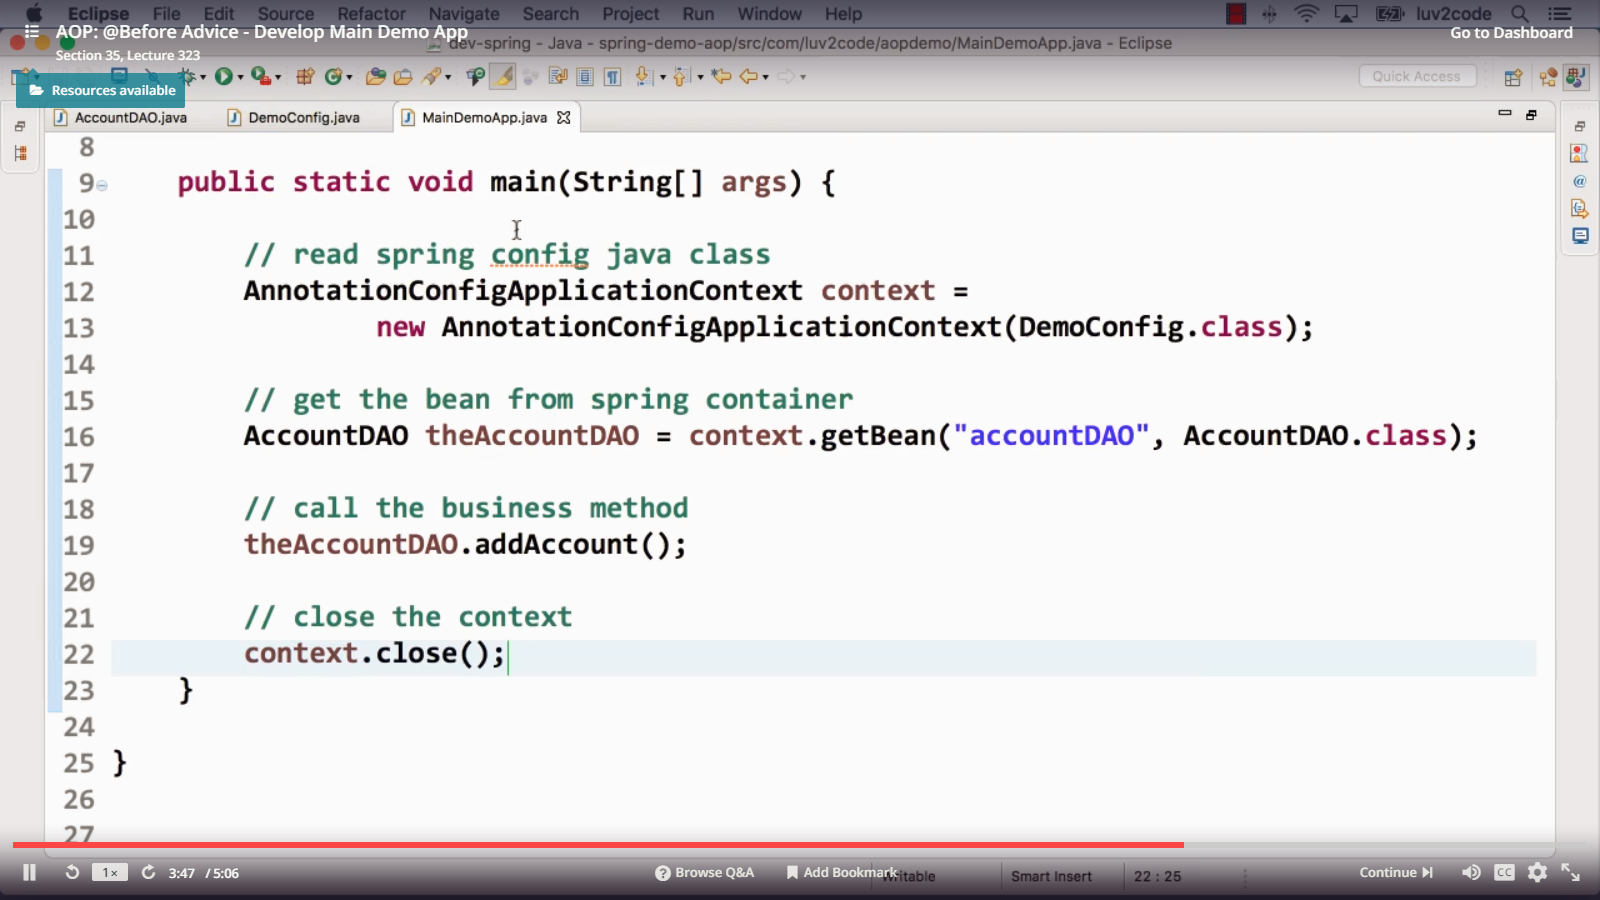 Eclipse File Edit Source Refactor Navigate Search Project Run Window Help luv2code
AOP: @Before Advice - Develop Main Demo App
Go to Dashboard
dev-spring - Java - spring-demo-aop/src/com/luv2code/aopdemo/MainDemoApp.java - Eclipse
Section 35, Lecture 323
Quick Access
Resources available
AccountDAO.java DemoConfig.java MainDemoApp.java
8
9 public static void main(String[] args) {
10
11 // read spring config java class
12 AnnotationConfigApplicationContext context =
13 new AnnotationConfigApplicationContext(DemoConfig.class);
14
15 // get the bean from spring container
16 AccountDAO theAccountDAO = context.getBean("accountDAO", AccountDAO.class);
17
18 // call the business method
19 theAccountDAO.addAccount();
20
21 // close the context
22 context.close();
23 }
24
25 }
26
27
1x 3:47 / 5:06 Browse Q&A Add Bookmark Writable Smart Insert 22 : 25 Continue CC